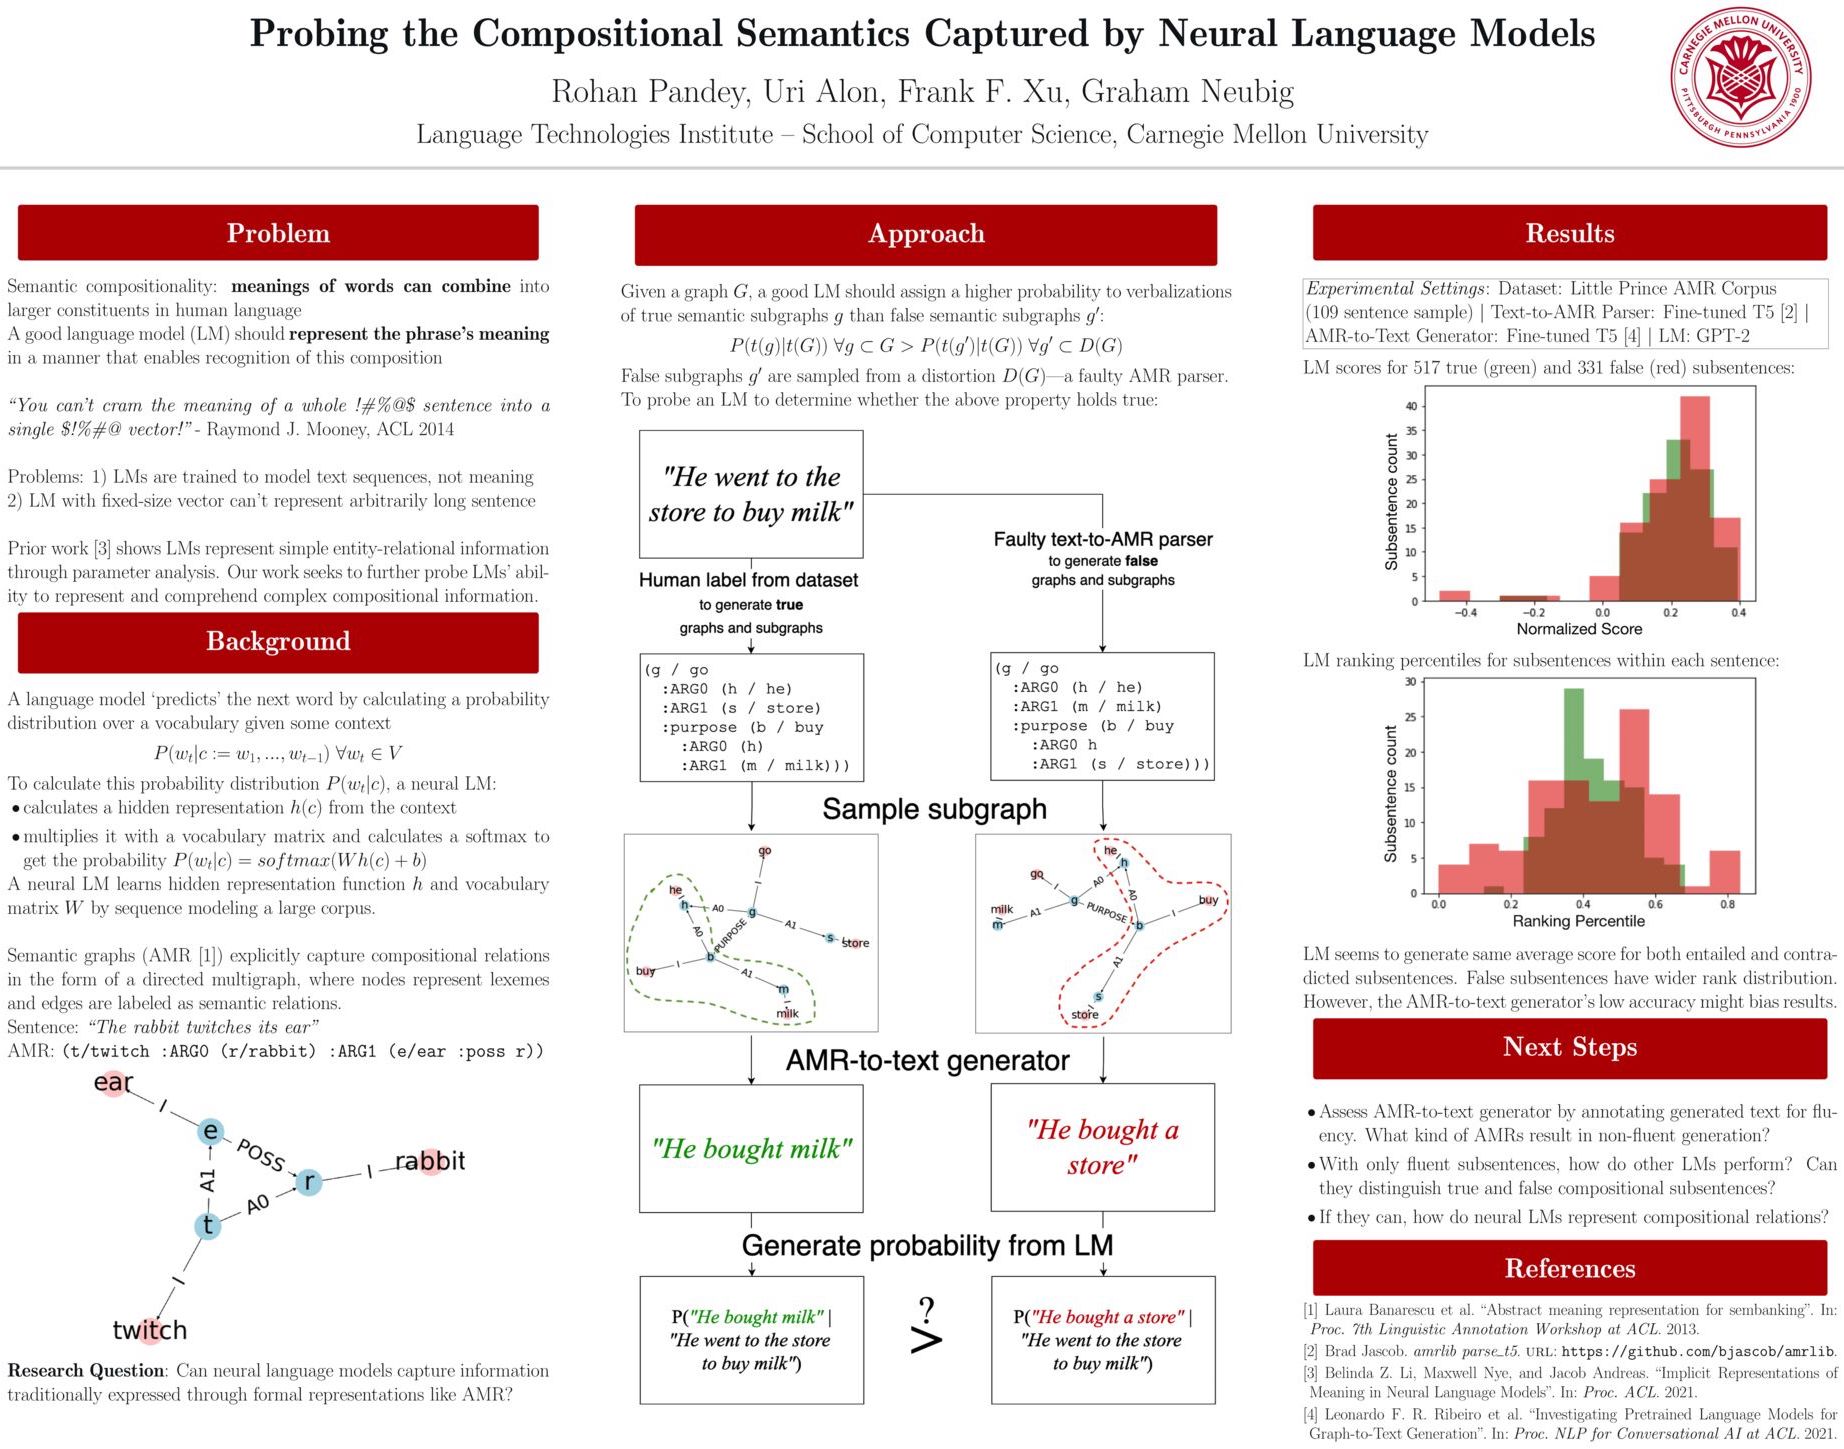 Probing the Compositional Semantics Captured by Neural Language Models
Rohan Pandey, Uri Alon, Frank F. Xu, Graham Neubig
Language Technologies Institute – School of Computer Science, Carnegie Mellon University
CARNEGIE MELLON UNIVERSITY
PITTSBURGH PENNSYLVANIA 1900
Problem
Semantic compositionality: meanings of words can combine into
larger constituents in human language
A good language model (LM) should represent the phrase's meaning
in a manner that enables recognition of this composition
“You can't cram the meaning of a whole !#%@$ sentence into a
single $!%#@ vector!” - Raymond J. Mooney, ACL 2014
Problems: 1) LMs are trained to model text sequences, not meaning
2) LM with fixed-size vector can't represent arbitrarily long sentence
Prior work [3] shows LMs represent simple entity-relational information
through parameter analysis. Our work seeks to further probe LMs' abil-
ity to represent and comprehend complex compositional information.
Background
A language model ‘predicts’ the next word by calculating a probability
distribution over a vocabulary given some context
P(w_t|c := w_1, ..., w_{t−1}) ∀w_t ∈ V
To calculate this probability distribution P(w_t|c), a neural LM:
• calculates a hidden representation h(c) from the context
• multiplies it with a vocabulary matrix and calculates a softmax to
get the probability P(w_t|c) = softmax(Wh(c) + b)
A neural LM learns hidden representation function h and vocabulary
matrix W by sequence modeling a large corpus.
Semantic graphs (AMR [1]) explicitly capture compositional relations
in the form of a directed multigraph, where nodes represent lexemes
and edges are labeled as semantic relations.
Sentence: “The rabbit twitches its ear”
AMR: (t/twitch :ARG0 (r/rabbit) :ARG1 (e/ear :poss r))
ear
I
e
POSS
rabbit
I
r
A1
A0
t
I
twitch
Research Question: Can neural language models capture information
traditionally expressed through formal representations like AMR?
Approach
Given a graph G, a good LM should assign a higher probability to verbalizations
of true semantic subgraphs g than false semantic subgraphs g′:
P(t(g)|t(G)) ∀g ⊂ G > P(t(g′)|t(G)) ∀g′ ⊂ D(G)
False subgraphs g′ are sampled from a distortion D(G)—a faulty AMR parser.
To probe an LM to determine whether the above property holds true:
"He went to the
store to buy milk"
Human label from dataset
to generate true
graphs and subgraphs
Faulty text-to-AMR parser
to generate false
graphs and subgraphs
(g / go
:ARG0 (h / he)
:ARG1 (s / store)
:purpose (b / buy
:ARG0 (h)
:ARG1 (m / milk)))
(g / go
:ARG0 (h / he)
:ARG1 (m / milk)
:purpose (b / buy
:ARG0 h
:ARG1 (s / store)))
Sample subgraph
go
I
he
I
h
A0
g
A1
s
I
store
A0
PURPOSE
b
I
buy
A1
m
I
milk
he
I
h
go
I
A0
A0
g
PURPOSE
milk
I
m
A1
b
I
buy
A1
s
I
store
AMR-to-text generator
"He bought milk"
"He bought a
store"
Generate probability from LM
P("He bought milk" |
"He went to the store
to buy milk")
?
>
P("He bought a store" |
"He went to the store
to buy milk")
Results
Experimental Settings: Dataset: Little Prince AMR Corpus
(109 sentence sample) | Text-to-AMR Parser: Fine-tuned T5 [2] |
AMR-to-Text Generator: Fine-tuned T5 [4] | LM: GPT-2
LM scores for 517 true (green) and 331 false (red) subsentences:
Subsentence count
40
35
30
25
20
15
10
5
0
−0.4 −0.2 0.0 0.2 0.4
Normalized Score
LM ranking percentiles for subsentences within each sentence:
Subsentence count
30
25
20
15
10
5
0
0.0 0.2 0.4 0.6 0.8
Ranking Percentile
LM seems to generate same average score for both entailed and contra-
dicted subsentences. False subsentences have wider rank distribution.
However, the AMR-to-text generator's low accuracy might bias results.
Next Steps
• Assess AMR-to-text generator by annotating generated text for flu-
ency. What kind of AMRs result in non-fluent generation?
• With only fluent subsentences, how do other LMs perform? Can
they distinguish true and false compositional subsentences?
• If they can, how do neural LMs represent compositional relations?
References
[1] Laura Banarescu et al. “Abstract meaning representation for sembanking”. In:
Proc. 7th Linguistic Annotation Workshop at ACL. 2013.
[2] Brad Jascob. amrlib parse_t5. URL: https://github.com/bjascob/amrlib.
[3] Belinda Z. Li, Maxwell Nye, and Jacob Andreas. “Implicit Representations of
Meaning in Neural Language Models”. In: Proc. ACL. 2021.
[4] Leonardo F. R. Ribeiro et al. “Investigating Pretrained Language Models for
Graph-to-Text Generation”. In: Proc. NLP for Conversational AI at ACL. 2021.